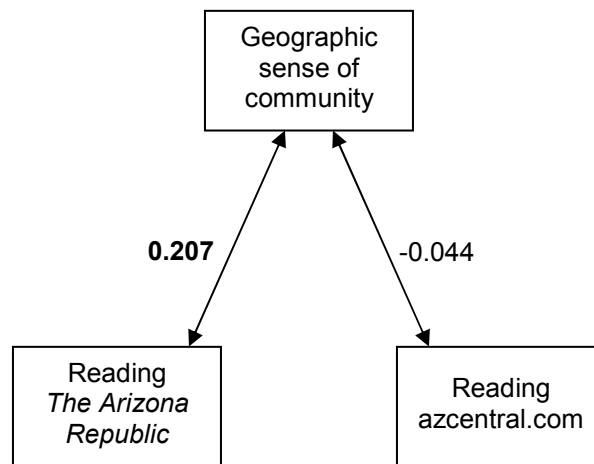 Geographic
sense of
community
0.207
-0.044
Reading
The Arizona
Republic
Reading
azcentral.com